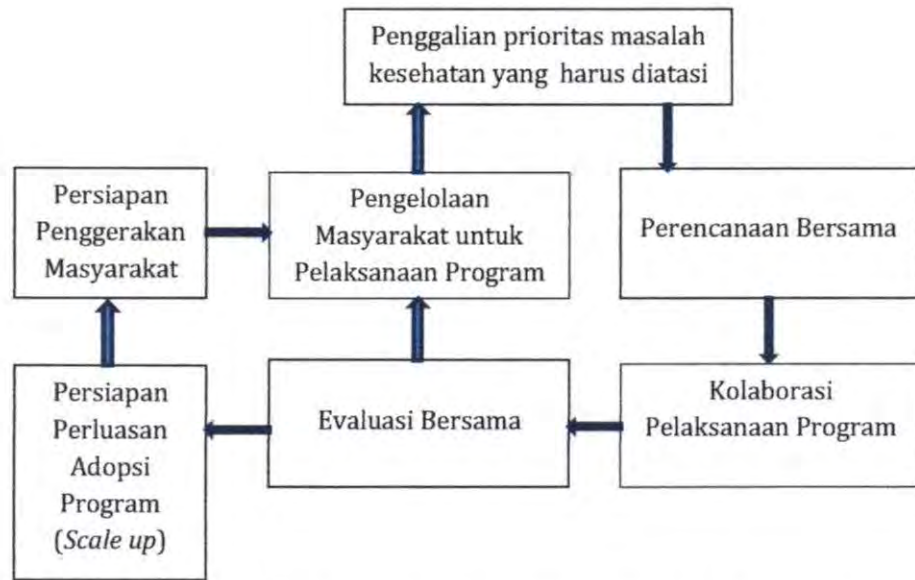 Penggalian prioritas masalah
kesehatan yang harus diatasi
Persiapan
Penggerakan
Masyarakat
Pengelolaan
Masyarakat untuk
Pelaksanaan Program
Perencanaan Bersama
Persiapan
Perluasan
Adopsi
Program
(Scale up)
Evaluasi Bersama
Kolaborasi
Pelaksanaan Program